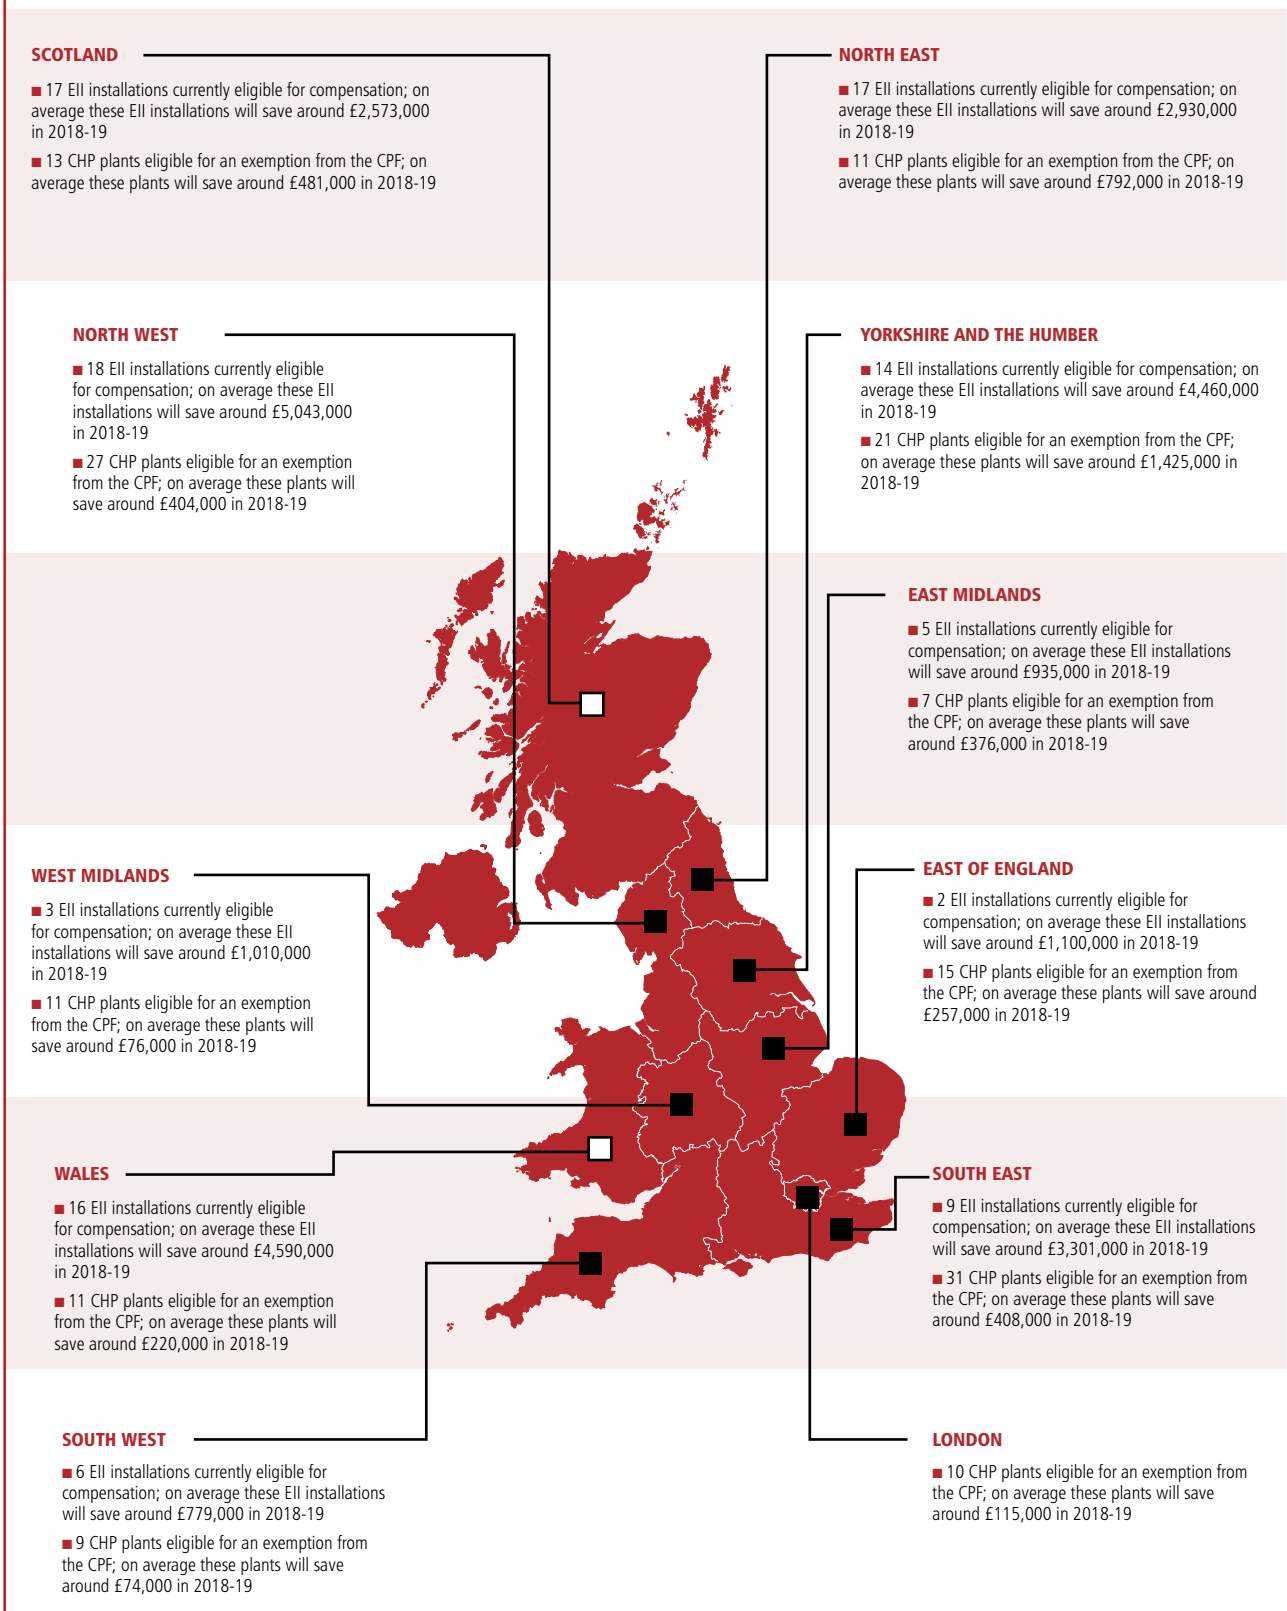 SCOTLAND
■ 17 EII installations currently eligible for compensation; on
average these EII installations will save around £2,573,000
in 2018-19
■ 13 CHP plants eligible for an exemption from the CPF; on
average these plants will save around £481,000 in 2018-19
NORTH EAST
■ 17 EII installations currently eligible for compensation; on
average these EII installations will save around £2,930,000
in 2018-19
■ 11 CHP plants eligible for an exemption from the CPF; on
average these plants will save around £792,000 in 2018-19
NORTH WEST
■ 18 EII installations currently eligible
for compensation; on average these EII
installations will save around £5,043,000
in 2018-19
■ 27 CHP plants eligible for an exemption
from the CPF; on average these plants will
save around £404,000 in 2018-19
YORKSHIRE AND THE HUMBER
■ 14 EII installations currently eligible for compensation; on
average these EII installations will save around £4,460,000
in 2018-19
■ 21 CHP plants eligible for an exemption from the CPF;
on average these plants will save around £1,425,000 in
2018-19
EAST MIDLANDS
■ 5 EII installations currently eligible for
compensation; on average these EII installations
will save around £935,000 in 2018-19
■ 7 CHP plants eligible for an exemption from
the CPF; on average these plants will save
around £376,000 in 2018-19
WEST MIDLANDS
■ 3 EII installations currently eligible
for compensation; on average these EII
installations will save around £1,010,000
in 2018-19
■ 11 CHP plants eligible for an exemption
from the CPF; on average these plants will
save around £76,000 in 2018-19
EAST OF ENGLAND
■ 2 EII installations currently eligible for
compensation; on average these EII installations
will save around £1,100,000 in 2018-19
■ 15 CHP plants eligible for an exemption from
the CPF; on average these plants will save around
£257,000 in 2018-19
WALES
■ 16 EII installations currently eligible
for compensation; on average these EII
installations will save around £4,590,000
in 2018-19
■ 11 CHP plants eligible for an exemption
from the CPF; on average these plants will
save around £220,000 in 2018-19
SOUTH EAST
■ 9 EII installations currently eligible for
compensation; on average these EII installations
will save around £3,301,000 in 2018-19
■ 31 CHP plants eligible for an exemption from
the CPF; on average these plants will save
around £408,000 in 2018-19
SOUTH WEST
■ 6 EII installations currently eligible for
compensation; on average these EII installations
will save around £779,000 in 2018-19
■ 9 CHP plants eligible for an exemption from
the CPF; on average these plants will save
around £74,000 in 2018-19
LONDON
■ 10 CHP plants eligible for an exemption from
the CPF; on average these plants will save
around £115,000 in 2018-19